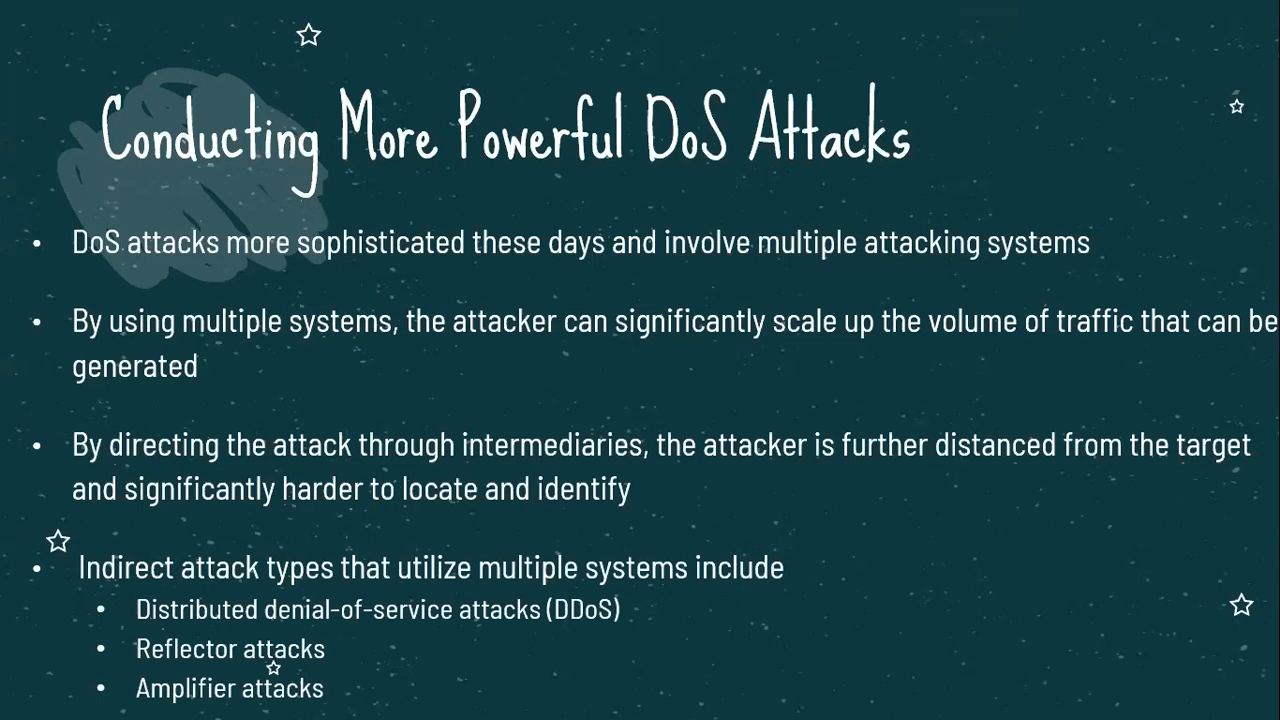 Conducting More Powerful DoS Attacks
• DoS attacks more sophisticated these days and involve multiple attacking systems
• By using multiple systems, the attacker can significantly scale up the volume of traffic that can be
generated
• By directing the attack through intermediaries, the attacker is further distanced from the target
and significantly harder to locate and identify
• Indirect attack types that utilize multiple systems include
• Distributed denial-of-service attacks (DDoS)
• Reflector attacks
• Amplifier attacks